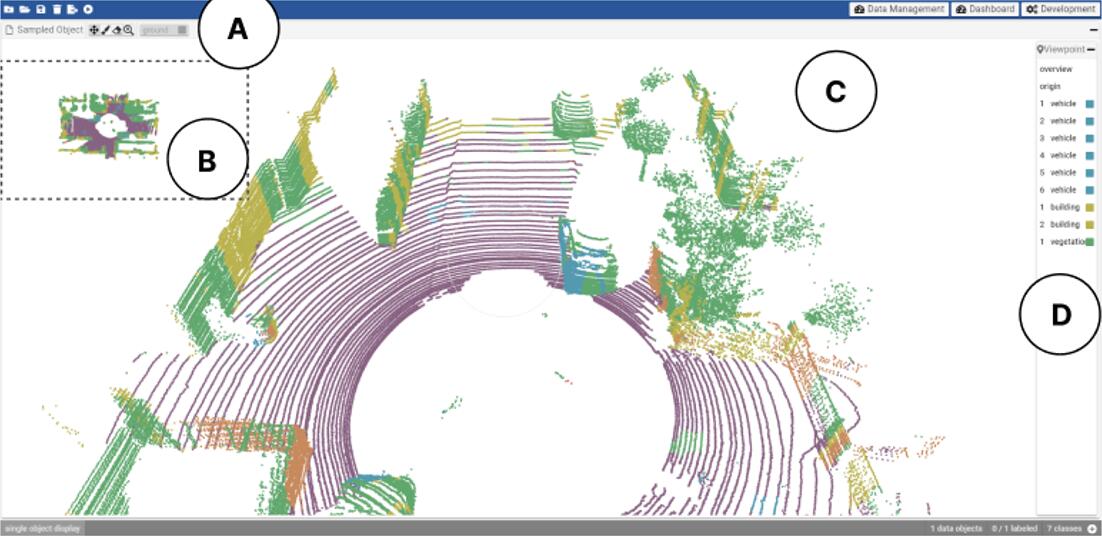 Data Management
Dashboard
Development
Sampled Object
ground
A
B
C
D
Viewpoint
overview
origin
1 vehicle
2 vehicle
3 vehicle
4 vehicle
5 vehicle
6 vehicle
1 building
2 building
1 vegetatio
single object display
1 data objects
0 / 1 labeled
7 classes